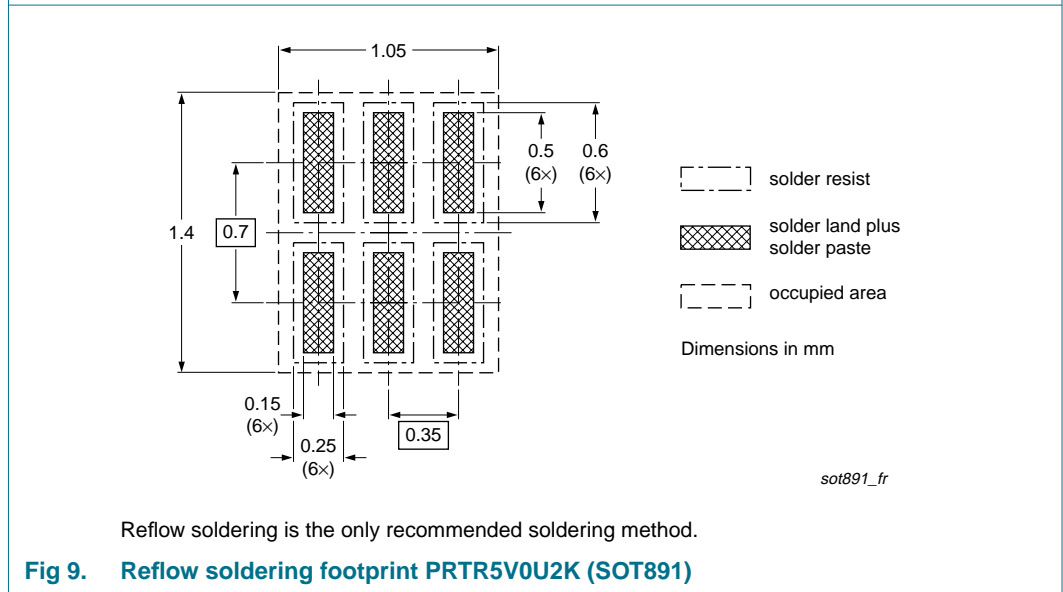 1.05
0.5
(6×)
0.6
(6×)
1.4
0.7
solder resist
solder land plus
solder paste
occupied area
Dimensions in mm
0.15
(6×)
0.25
(6×)
0.35
sot891_fr
Reflow soldering is the only recommended soldering method.
Fig 9. Reflow soldering footprint PRTR5V0U2K (SOT891)